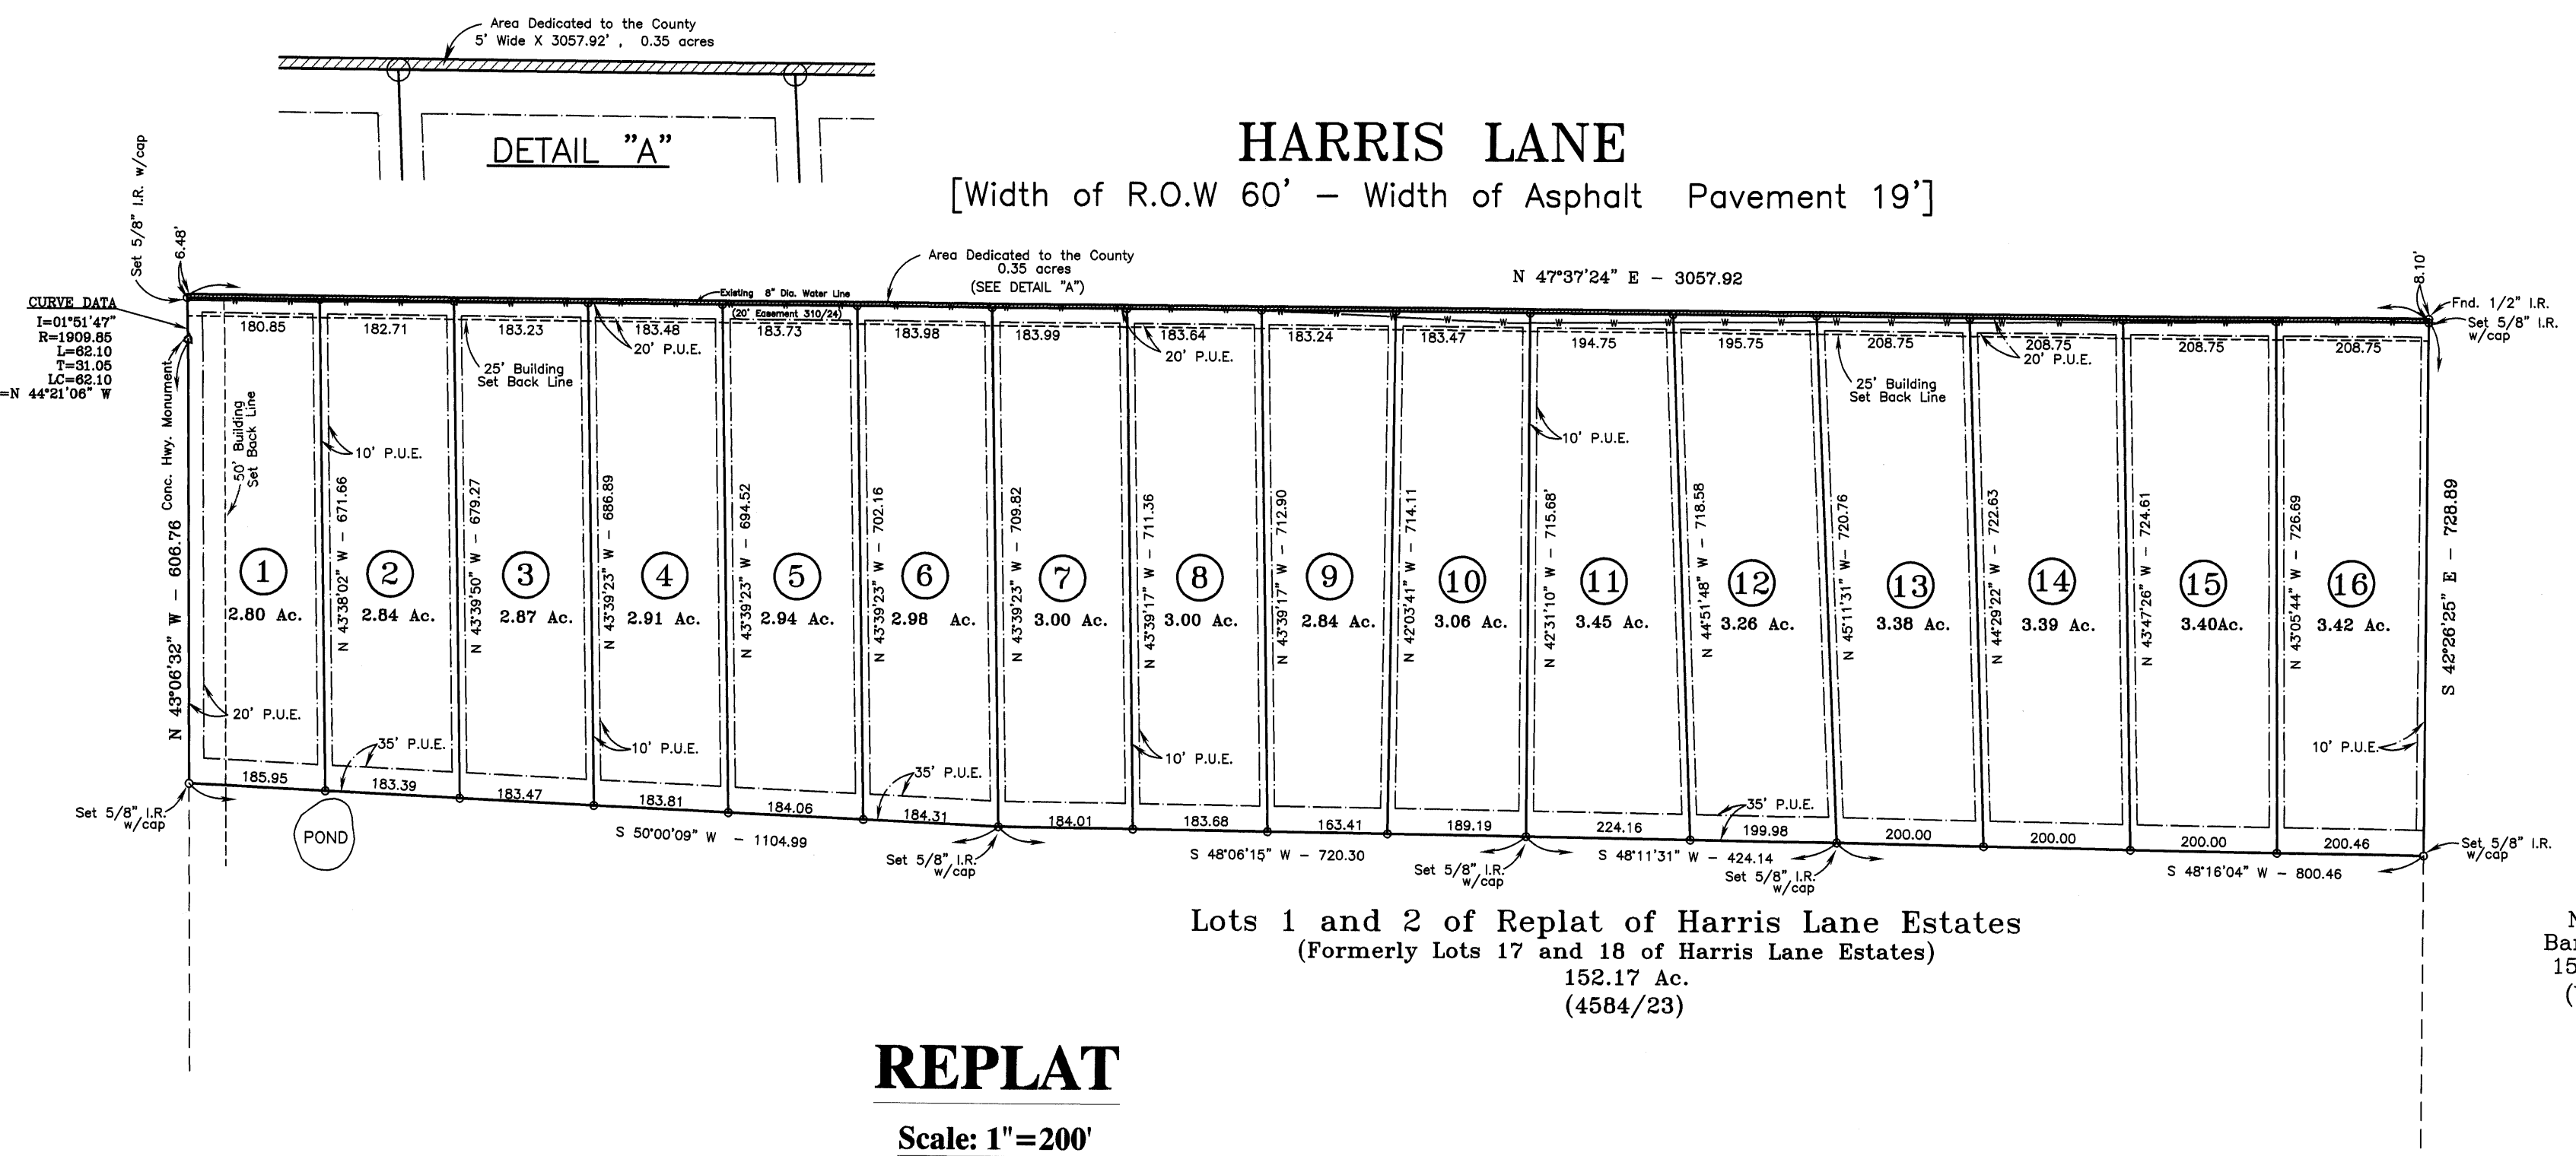 Area Dedicated to the County
5' Wide X 3057.92' , 0.35 acres
DETAIL "A"
HARRIS LANE
[Width of R.O.W 60' – Width of Asphalt Pavement 19']
Set 5/8" I.R. w/cap
6.48'
CURVE DATA
I=01°51'47"
R=1909.85
L=62.10
T=31.05
LC=62.10
=N 44°21'06" W
Conc. Hwy. Monument
Existing 8" Dia. Water Line
(20' Easement 310/24)
Area Dedicated to the County
0.35 acres
(SEE DETAIL "A")
N 47°37'24" E – 3057.92
8.10'
Fnd. 1/2" I.R.
Set 5/8" I.R.
w/cap
180.85
182.71
183.23
183.48
183.73
183.98
183.99
183.64
183.24
183.47
194.75
195.75
208.75
208.75
208.75
208.75
20' P.U.E.
20' P.U.E.
20' P.U.E.
25' Building
Set Back Line
25' Building
Set Back Line
50' Building
Set Back Line
10' P.U.E.
10' P.U.E.
N 43°06'32" W – 606.76
N 43°38'02" W – 671.66
N 43°39'50" W – 679.27
N 43°39'23" W – 686.89
N 43°39'23" W – 694.52
N 43°39'23" W – 702.16
N 43°39'23" W – 709.82
N 43°39'17" W – 711.36
N 43°39'17" W – 712.90
N 42°03'41" W – 714.11
N 42°31'10" W – 715.68'
N 44°51'48" W – 718.58
N 45°11'31" W – 720.76
N 44°29'22" W – 722.63
N 43°47'26" W – 724.61
N 43°05'44" W – 726.69
S 42°26'25" E – 728.89
1
2.80 Ac.
2
2.84 Ac.
3
2.87 Ac.
4
2.91 Ac.
5
2.94 Ac.
6
2.98 Ac.
7
3.00 Ac.
8
3.00 Ac.
9
2.84 Ac.
10
3.06 Ac.
11
3.45 Ac.
12
3.26 Ac.
13
3.38 Ac.
14
3.39 Ac.
15
3.40Ac.
16
3.42 Ac.
20' P.U.E.
35' P.U.E.
10' P.U.E.
35' P.U.E.
10' P.U.E.
35' P.U.E.
10' P.U.E.
185.95
183.39
183.47
183.81
184.06
184.31
184.01
183.68
163.41
189.19
224.16
199.98
200.00
200.00
200.00
200.46
Set 5/8" I.R.
w/cap
POND
S 50°00'09" W – 1104.99
Set 5/8" I.R.
w/cap
S 48°06'15" W – 720.30
Set 5/8" I.R.
w/cap
S 48°11'31" W – 424.14
Set 5/8" I.R.
w/cap
S 48°16'04" W – 800.46
Set 5/8" I.R.
w/cap
Lots 1 and 2 of Replat of Harris Lane Estates
(Formerly Lots 17 and 18 of Harris Lane Estates)
152.17 Ac.
(4584/23)
REPLAT
Scale: 1"=200'